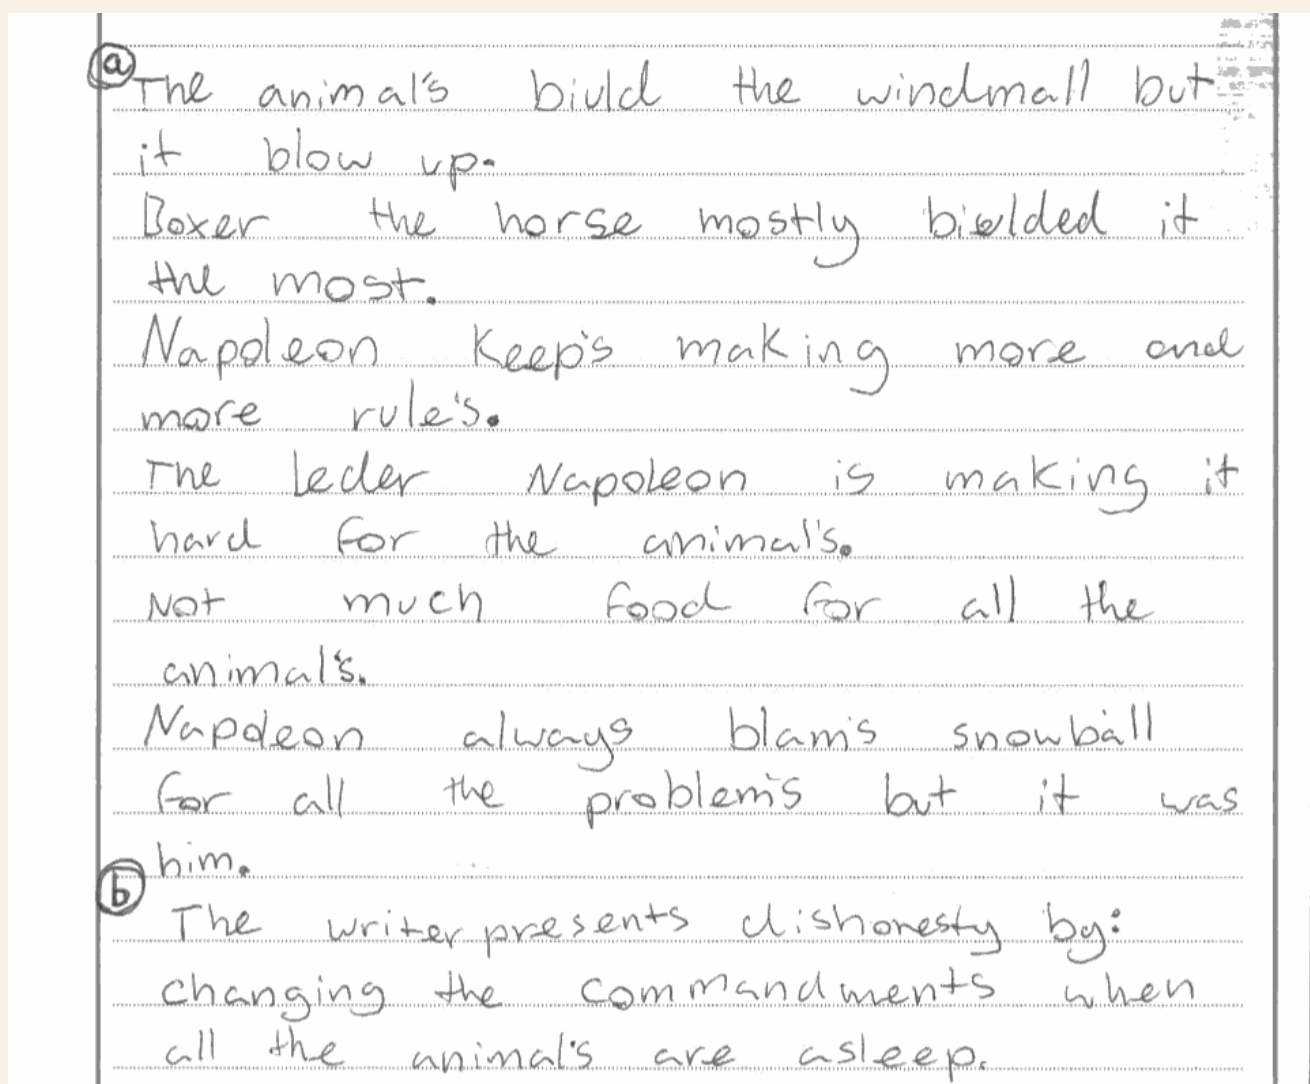 a
The animal's biuld the windmall but
it blow up.
Boxer the horse mostly bielded it
the most.
Napoleon keep's making more and
more rule's.
The leder Napoleon is making it
hard for the animal's.
Not much food for all the
animal's.
Napoleon always blam's snowball
for all the problem's but it was
him.
b
The writer presents dishonesty by:
changing the commandments when
all the animal's are asleep.